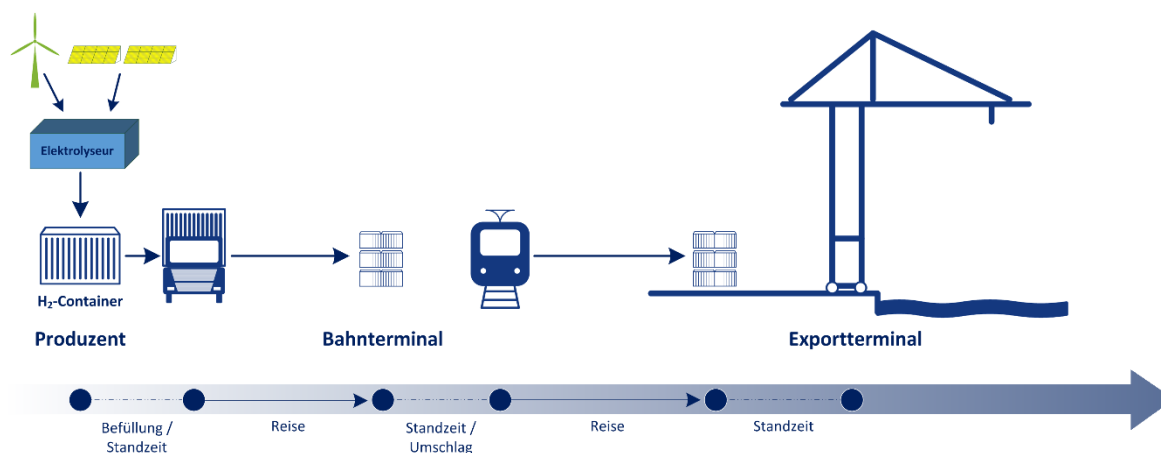 Elektrolyseur
H₂-Container
Produzent
Bahnterminal
Exportterminal
Befüllung /
Standzeit
Reise
Standzeit /
Umschlag
Reise
Standzeit